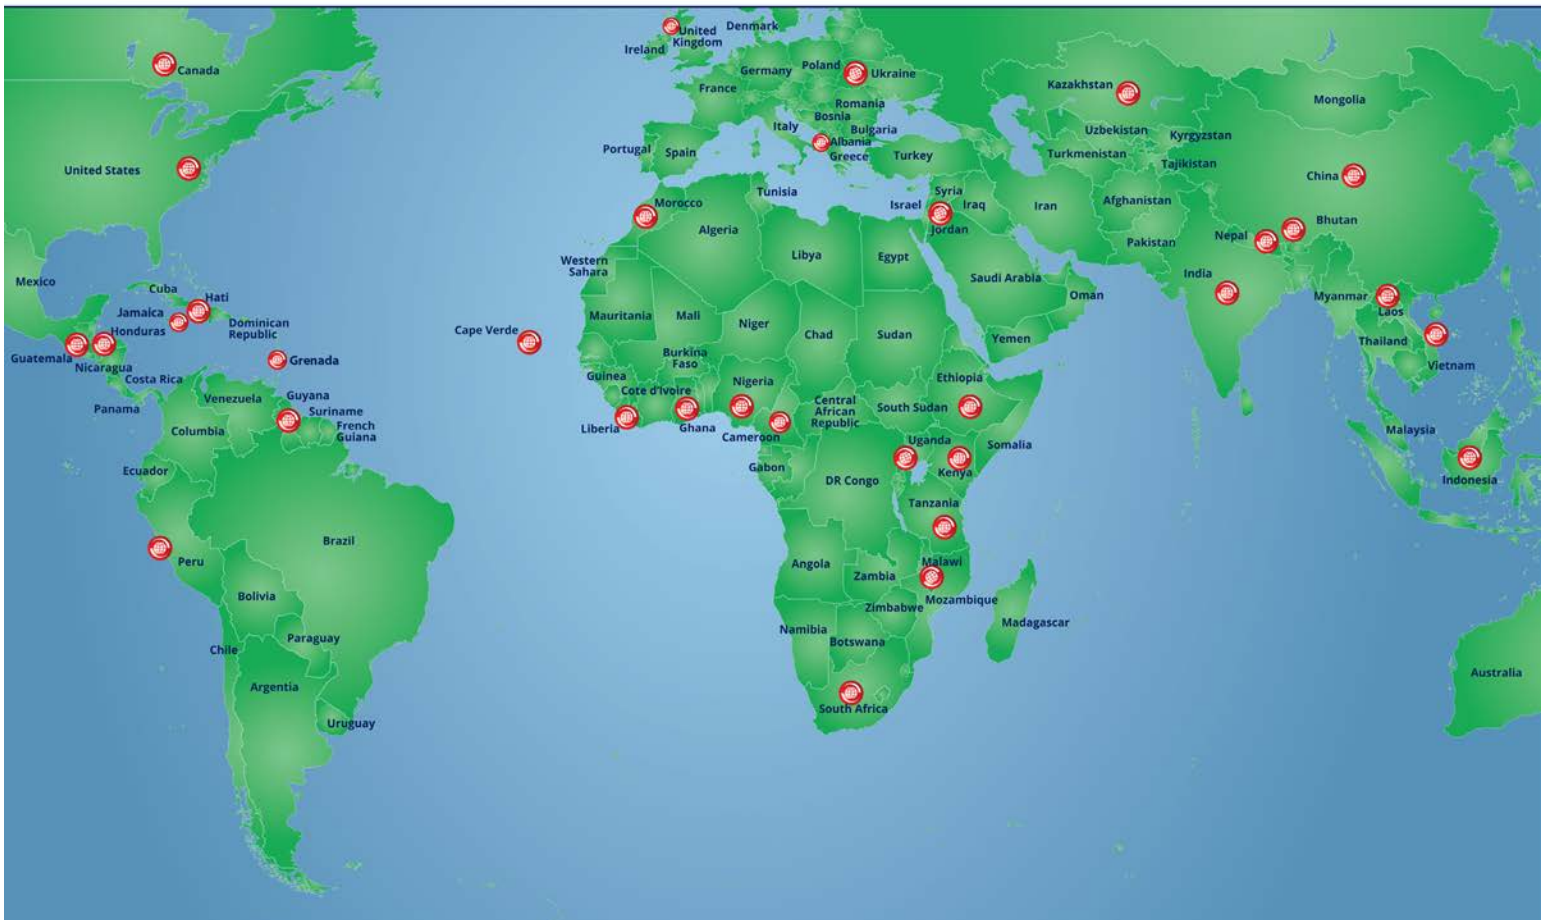 Canada
United States
Mexico
Cuba
Hati
Jamaica
Honduras
Dominican
Republic
Guatemala
Nicaragua
Grenada
Costa Rica
Panama
Venezuela
Guyana
Suriname
French
Guiana
Columbia
Ecuador
Peru
Brazil
Bolivia
Paraguay
Chile
Argentia
Uruguay
Cape Verde
United
Kingdom
Ireland
Denmark
Germany
Poland
Ukraine
France
Romania
Bosnia
Italy
Bulgaria
Albania
Greece
Portugal
Spain
Turkey
Tunisia
Morocco
Algeria
Western
Sahara
Libya
Egypt
Israel
Syria
Iraq
Jordan
Iran
Saudi Arabia
Oman
Yemen
Mauritania
Mali
Niger
Chad
Sudan
Burkina
Faso
Guinea
Cote d'Ivoire
Nigeria
Liberia
Ghana
Cameroon
Central
African
Republic
South Sudan
Ethiopia
Somalia
Uganda
Kenya
Gabon
DR Congo
Tanzania
Angola
Zambia
Malawi
Mozambique
Zimbabwe
Namibia
Botswana
Madagascar
South Africa
Kazakhstan
Mongolia
Uzbekistan
Kyrgyzstan
Turkmenistan
Tajikistan
Afghanistan
China
Pakistan
Nepal
Bhutan
India
Myanmar
Laos
Thailand
Vietnam
Malaysia
Indonesia
Australia